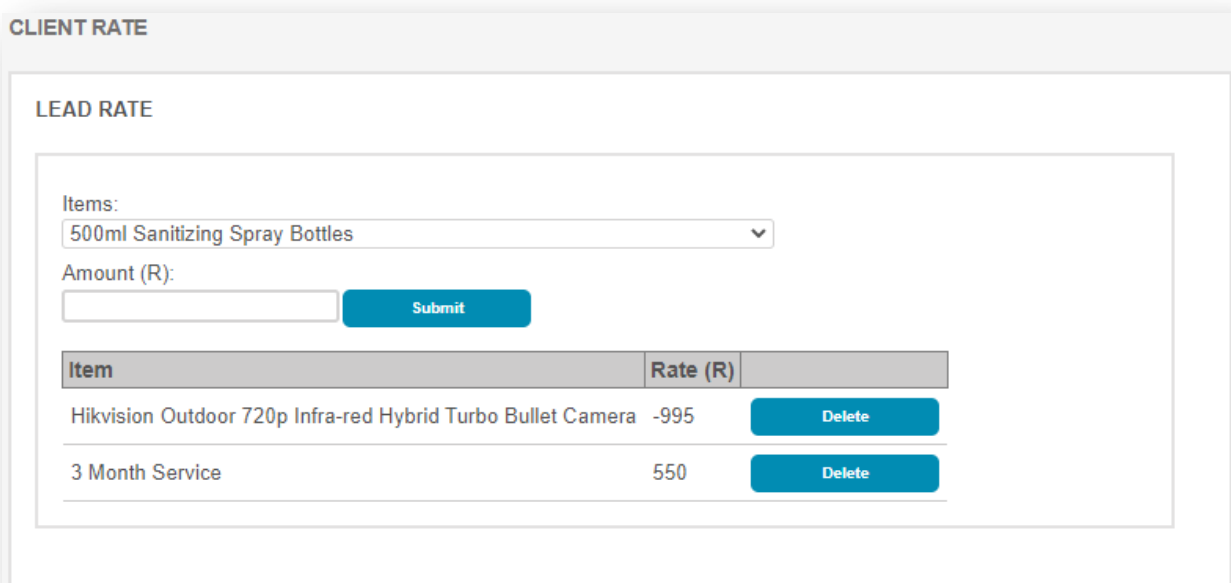 CLIENT RATE
LEAD RATE
Items:
500ml Sanitizing Spray Bottles
Amount (R):
Submit
Item Rate (R)
Hikvision Outdoor 720p Infra-red Hybrid Turbo Bullet Camera -995 Delete
3 Month Service 550 Delete